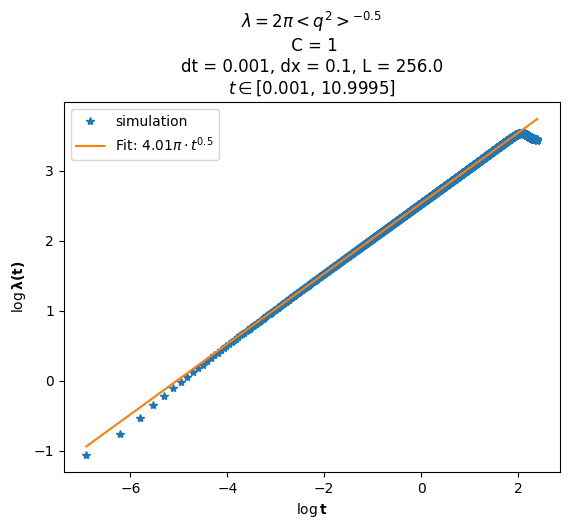 λ = 2π < q² >^−0.5
C = 1
dt = 0.001, dx = 0.1, L = 256.0
t ∈ [0.001, 10.9995]
simulation
Fit: 4.01π · t^0.5
log λ(t)
3
2
1
0
−1
−6
−4
−2
0
2
log t